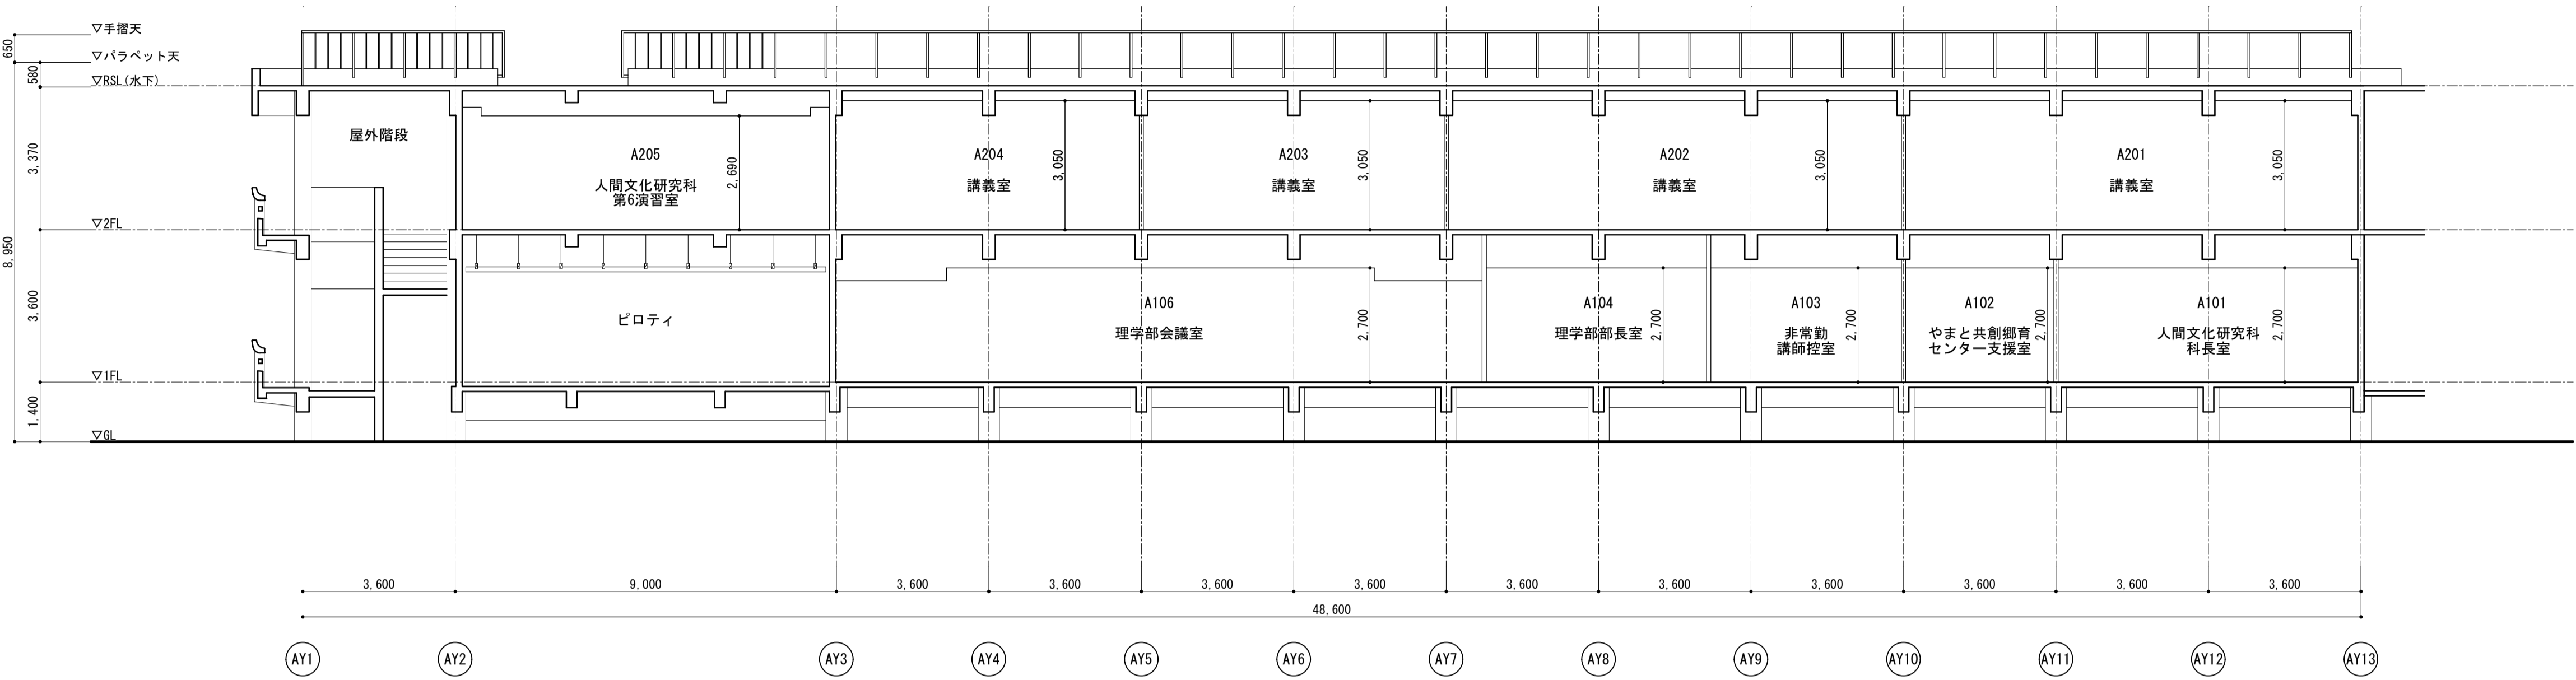 ▽手摺天
▽パラペット天
▽RSL(水下)
▽2FL
▽1FL
▽GL
650
580
3,370
8,950
3,600
1,400
屋外階段
A205
人間文化研究科
第6演習室
2,690
A204
講義室
3,050
A203
講義室
3,050
A202
講義室
3,050
A201
講義室
3,050
ピロティ
A106
理学部会議室
2,700
A104
理学部部長室
2,700
A103
非常勤
講師控室
2,700
A102
やまと共創郷育
センター支援室
2,700
A101
人間文化研究科
科長室
2,700
3,600
9,000
3,600
3,600
3,600
3,600
3,600
3,600
3,600
3,600
3,600
3,600
48,600
AY1
AY2
AY3
AY4
AY5
AY6
AY7
AY8
AY9
AY10
AY11
AY12
AY13